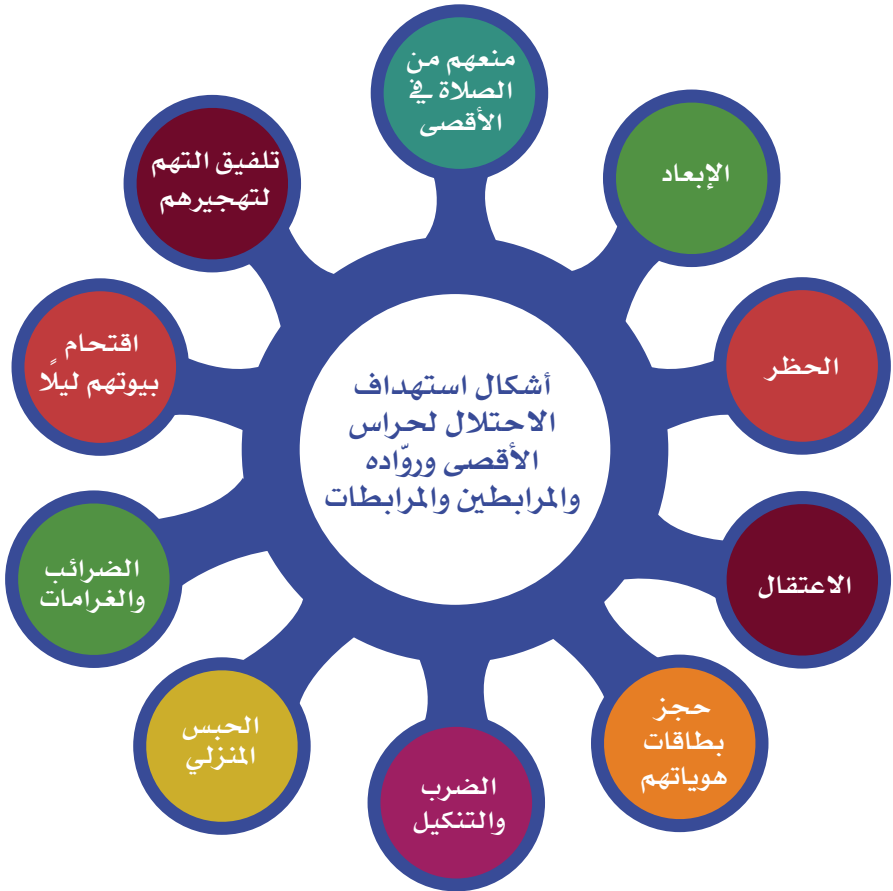 أشكال استهداف
الاحتلال لحراس
الأقصى وروّاده
والمرابطين والمرابطات
منعهم من
الصلاة في
الأقصى
الإبعاد
الحظر
الاعتقال
حجز
بطاقات
هوياتهم
الضرب
والتنكيل
الحبس
المنزلي
الضرائب
والغرامات
اقتحام
بيوتهم ليلًا
تلفيق التهم
لتهجيرهم